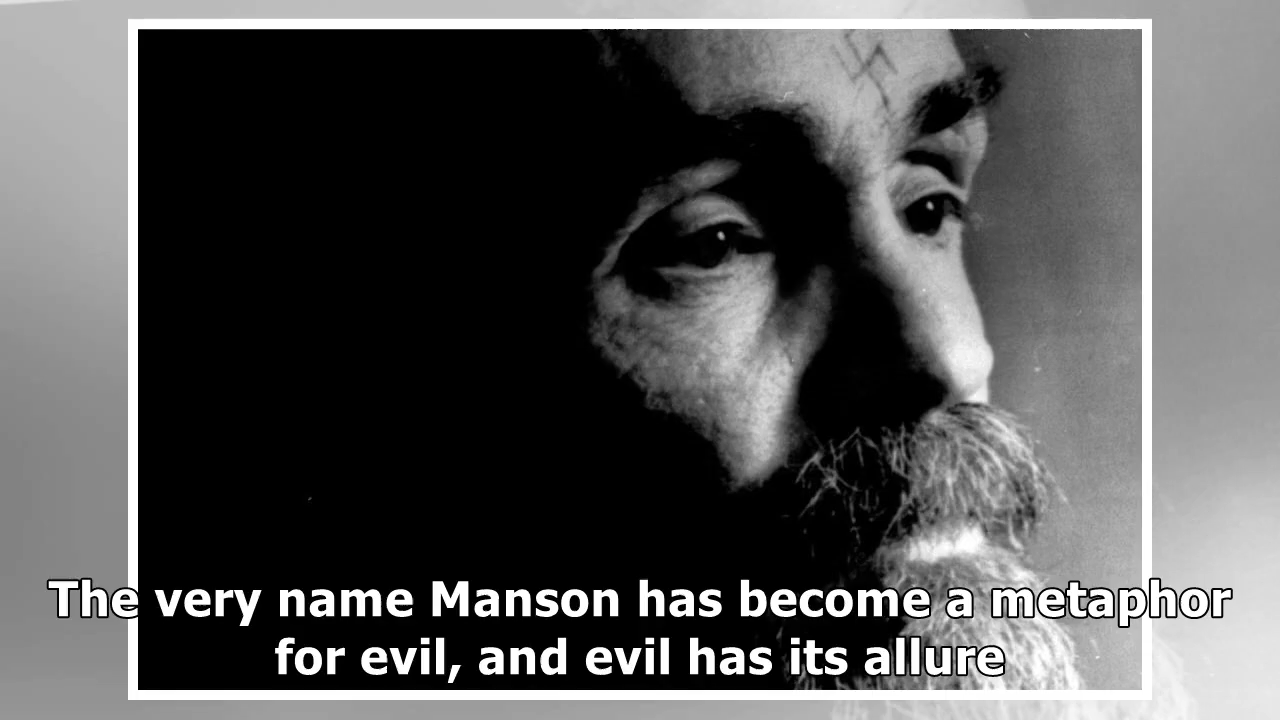 The very name Manson has become a metaphor
for evil, and evil has its allure